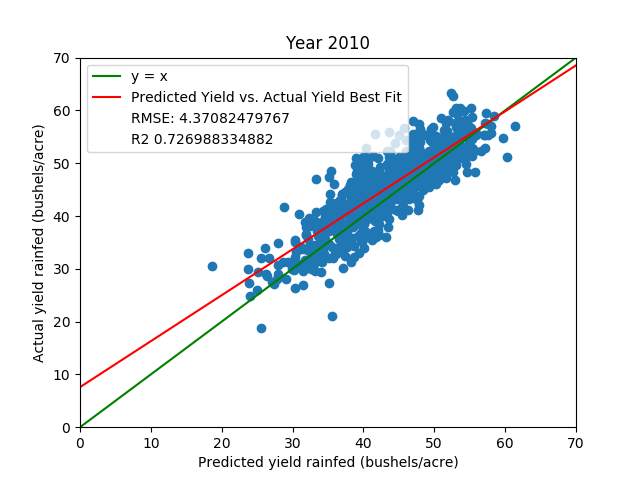 Year 2010
y = x
Predicted Yield vs. Actual Yield Best Fit
RMSE: 4.37082479767
R2 0.726988334882
Actual yield rainfed (bushels/acre)
70
60
50
40
30
20
10
0
0 10 20 30 40 50 60 70
Predicted yield rainfed (bushels/acre)